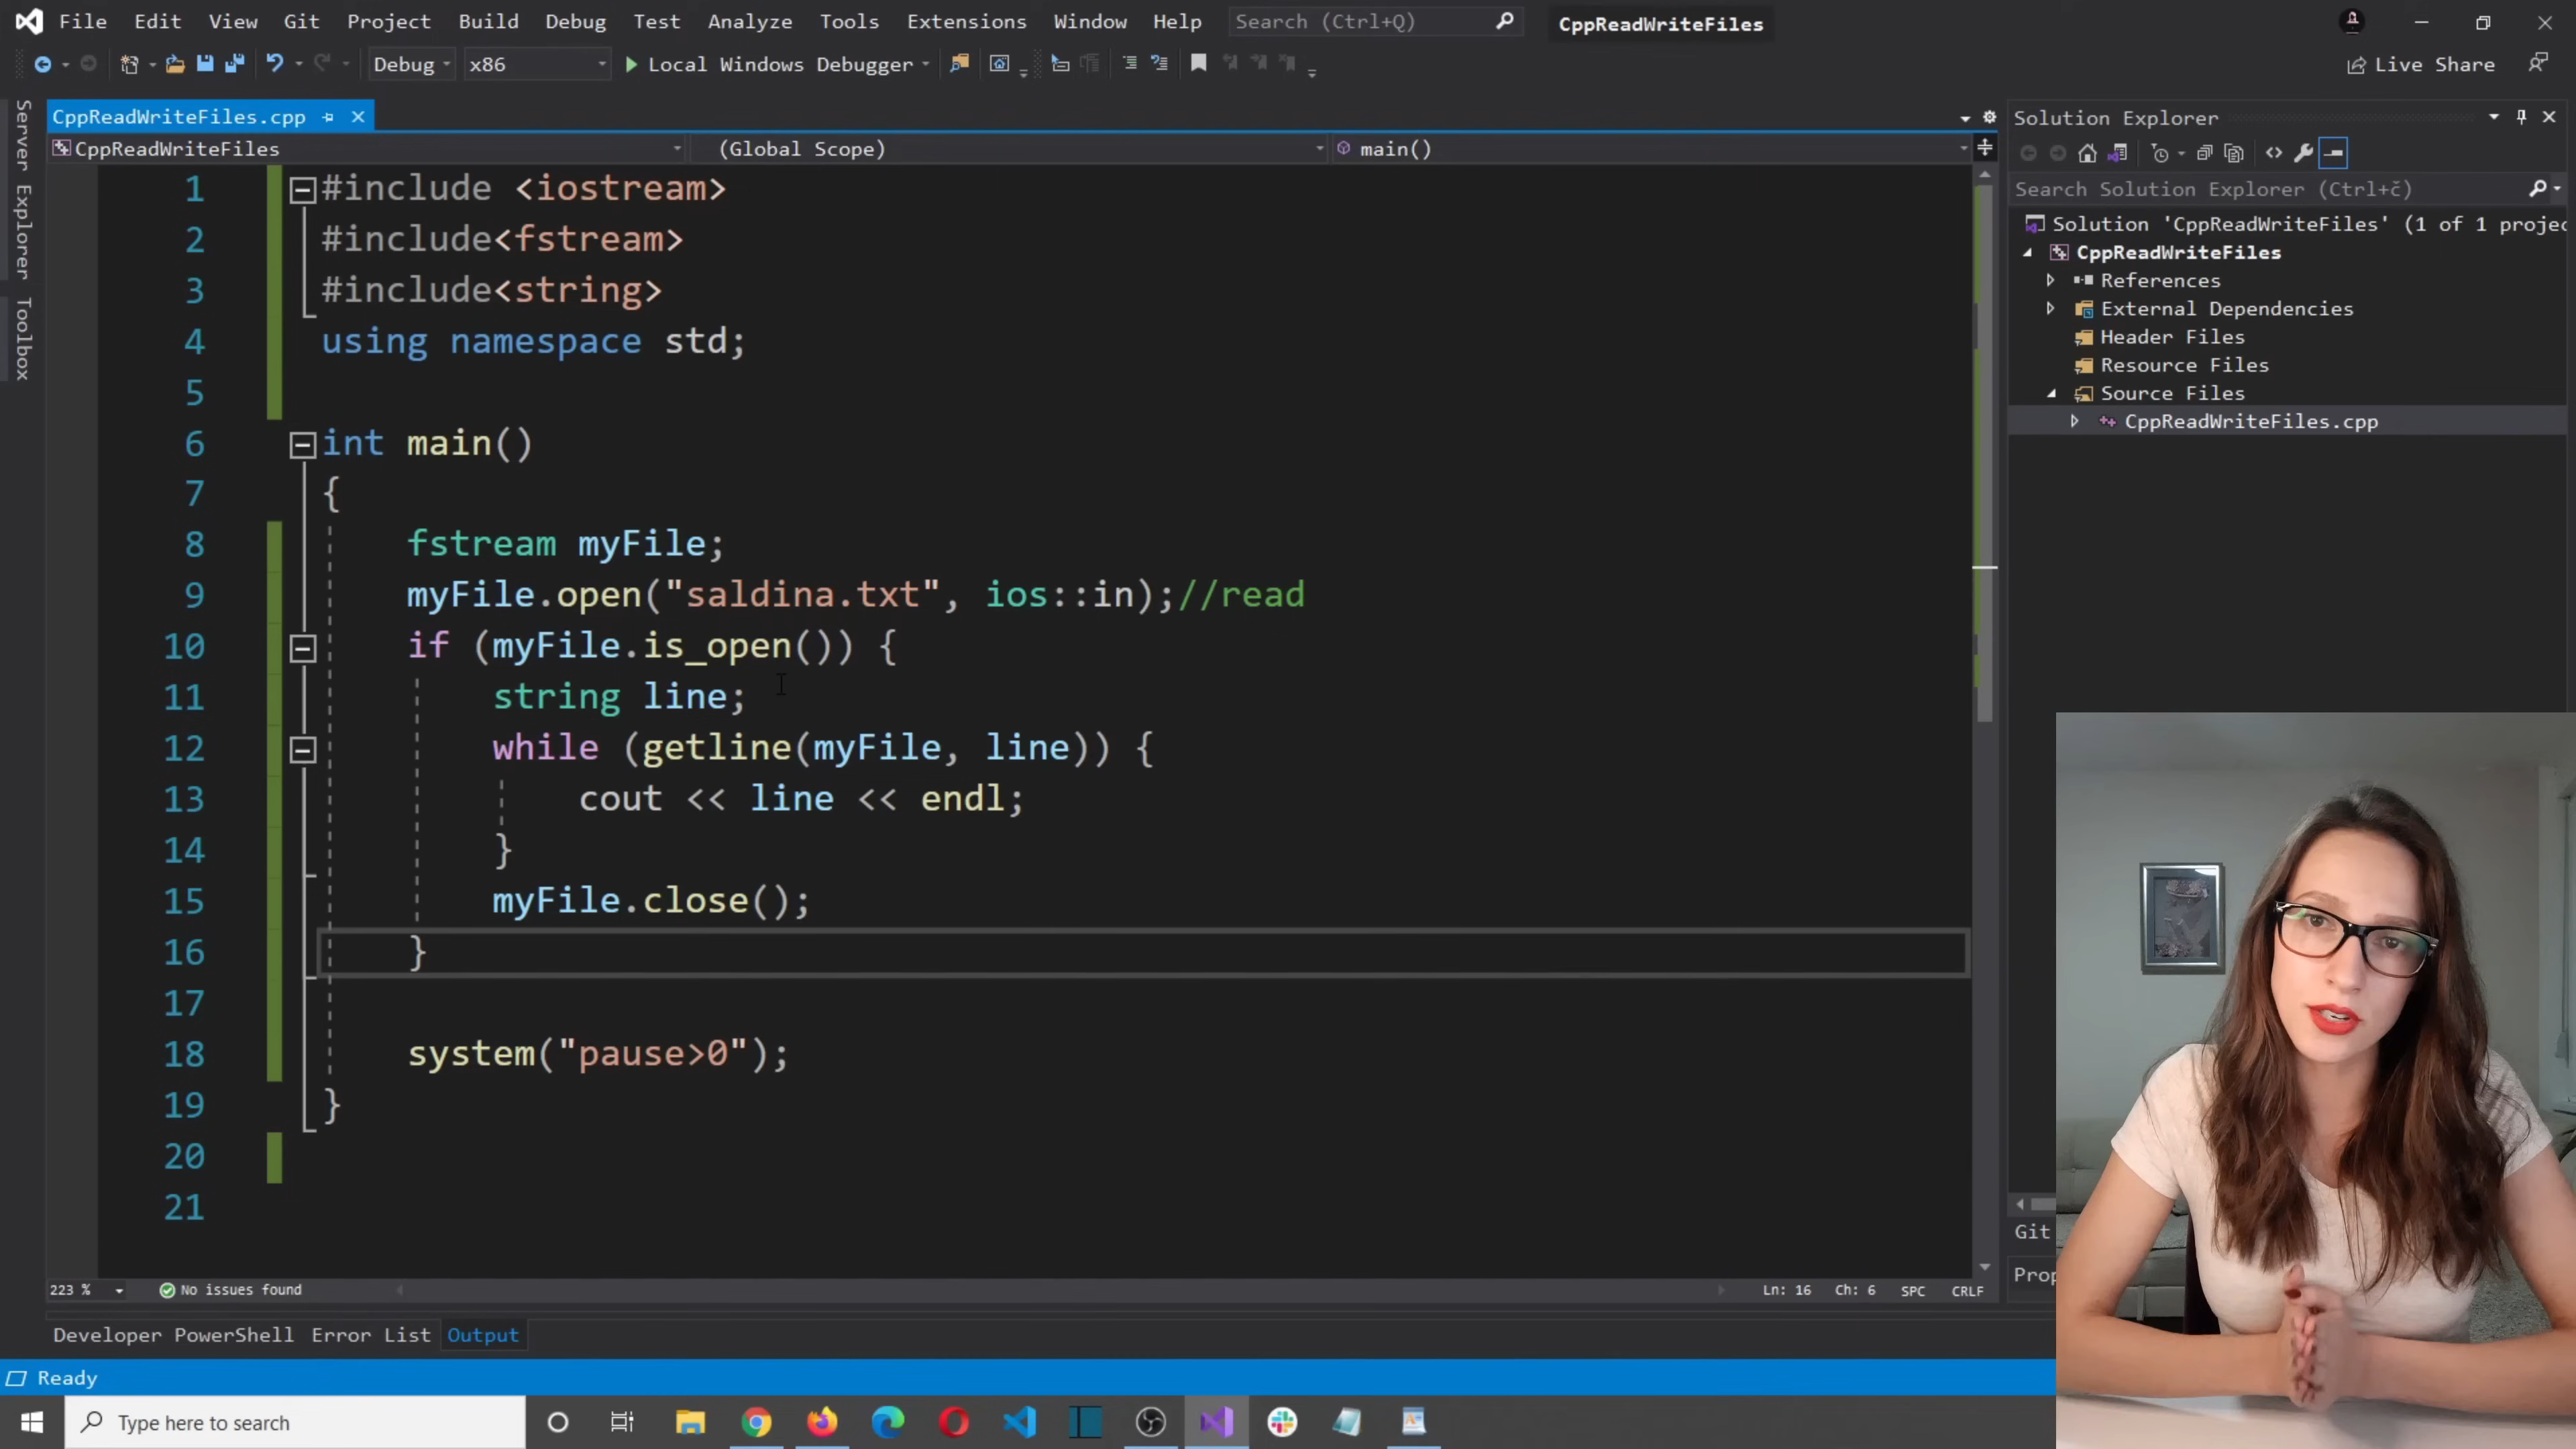 File Edit View Git Project Build Debug Test Analyze Tools Extensions Window Help Search (Ctrl+Q) CppReadWriteFiles
Debug x86 Local Windows Debugger Live Share
Server Explorer
Toolbox
CppReadWriteFiles.cpp
CppReadWriteFiles (Global Scope) main()
1 #include <iostream>
2 #include<fstream>
3 #include<string>
4 using namespace std;
5
6 int main()
7 {
8 fstream myFile;
9 myFile.open("saldina.txt", ios::in);//read
10 if (myFile.is_open()) {
11 string line;
12 while (getline(myFile, line)) {
13 cout << line << endl;
14 }
15 myFile.close();
16 }
17
18 system("pause>0");
19 }
20
21
223 % No issues found Ln: 16 Ch: 6 SPC CRLF
Developer PowerShell Error List Output
Ready
Type here to search
Solution Explorer
Search Solution Explorer (Ctrl+č)
Solution 'CppReadWriteFiles' (1 of 1 projec
CppReadWriteFiles
References
External Dependencies
Header Files
Resource Files
Source Files
CppReadWriteFiles.cpp
Git
Prop